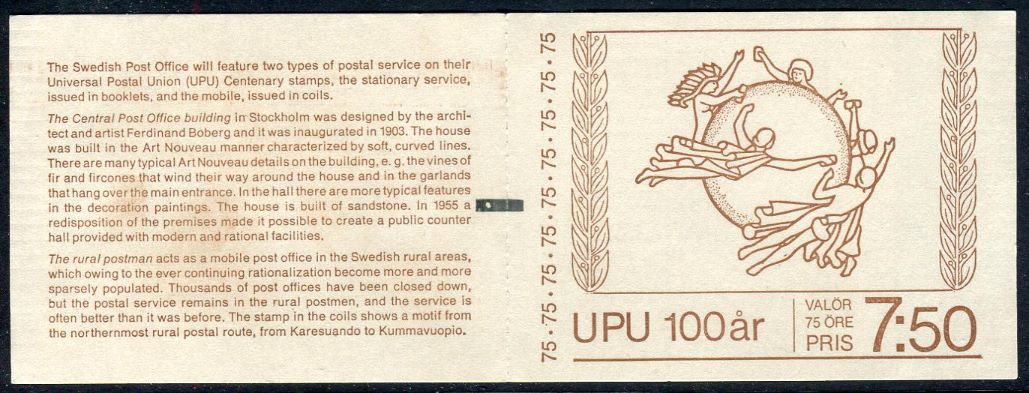 The Swedish Post Office will feature two types of postal service on their
Universal Postal Union (UPU) Centenary stamps, the stationary service,
issued in booklets, and the mobile, issued in coils.
The Central Post Office building in Stockholm was designed by the archi-
tect and artist Ferdinand Boberg and it was inaugurated in 1903. The house
was built in the Art Nouveau manner characterized by soft, curved lines.
There are many typical Art Nouveau details on the building, e. g. the vines of
fir and fircones that wind their way around the house and in the garlands
that hang over the main entrance. In the hall there are more typical features
in the decoration paintings. The house is built of sandstone. In 1955 a
redisposition of the premises made it possible to create a public counter
hall provided with modern and rational facilities.
The rural postman acts as a mobile post office in the Swedish rural areas,
which owing to the ever continuing rationalization become more and more
sparsely populated. Thousands of post offices have been closed down,
but the postal service remains in the rural postmen, and the service is
often better than it was before. The stamp in the coils shows a motif from
the northernmost rural postal route, from Karesuando to Kummavuopio.
75·75·75·75·75·75·75·75
UPU 100 år
VALÖR
75 ÖRE
PRIS
7:50